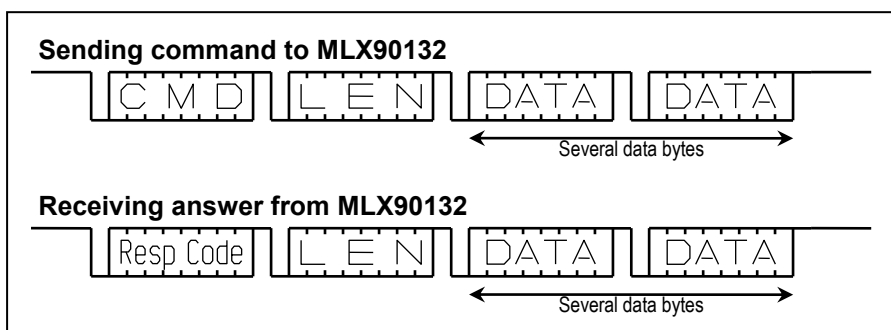 Sending command to MLX90132
CMD LEN DATA DATA
Several data bytes
Receiving answer from MLX90132
Resp Code LEN DATA DATA
Several data bytes